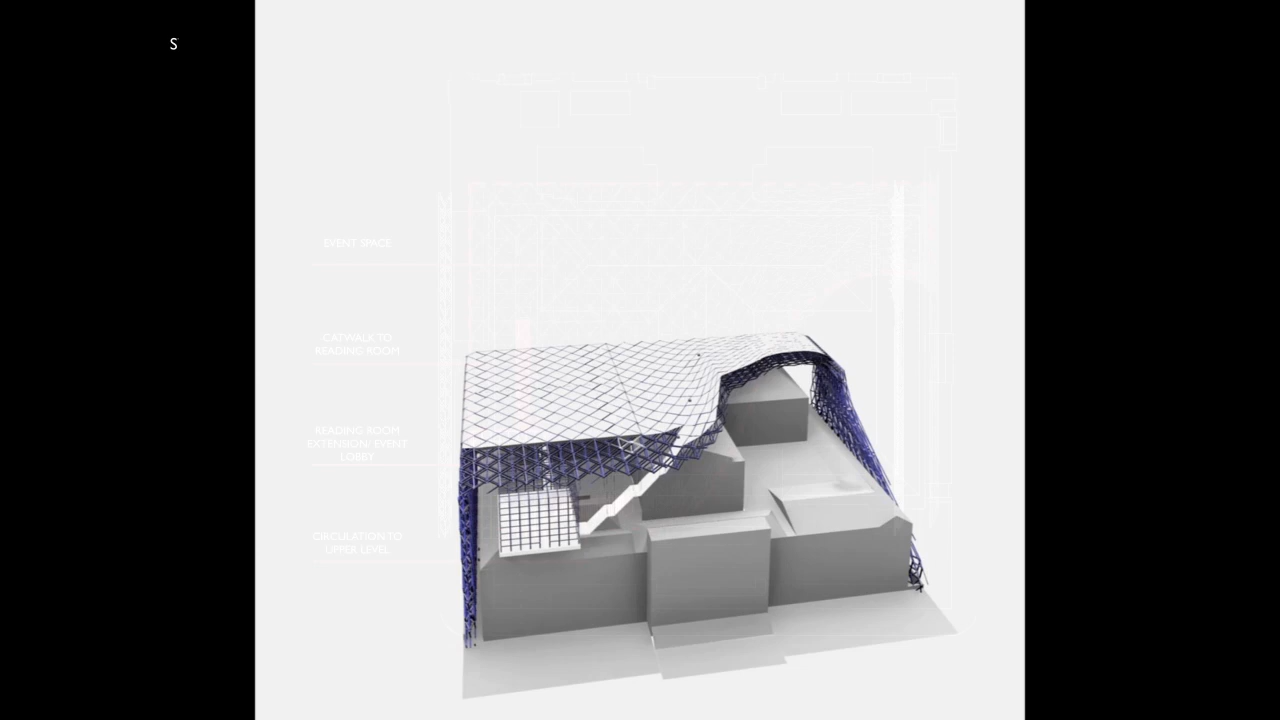 S
EVENT SPACE
CATWALK TO
READING ROOM
READING ROOM
EXTENSION/ EVENT
LOBBY
CIRCULATION TO
UPPER LEVEL